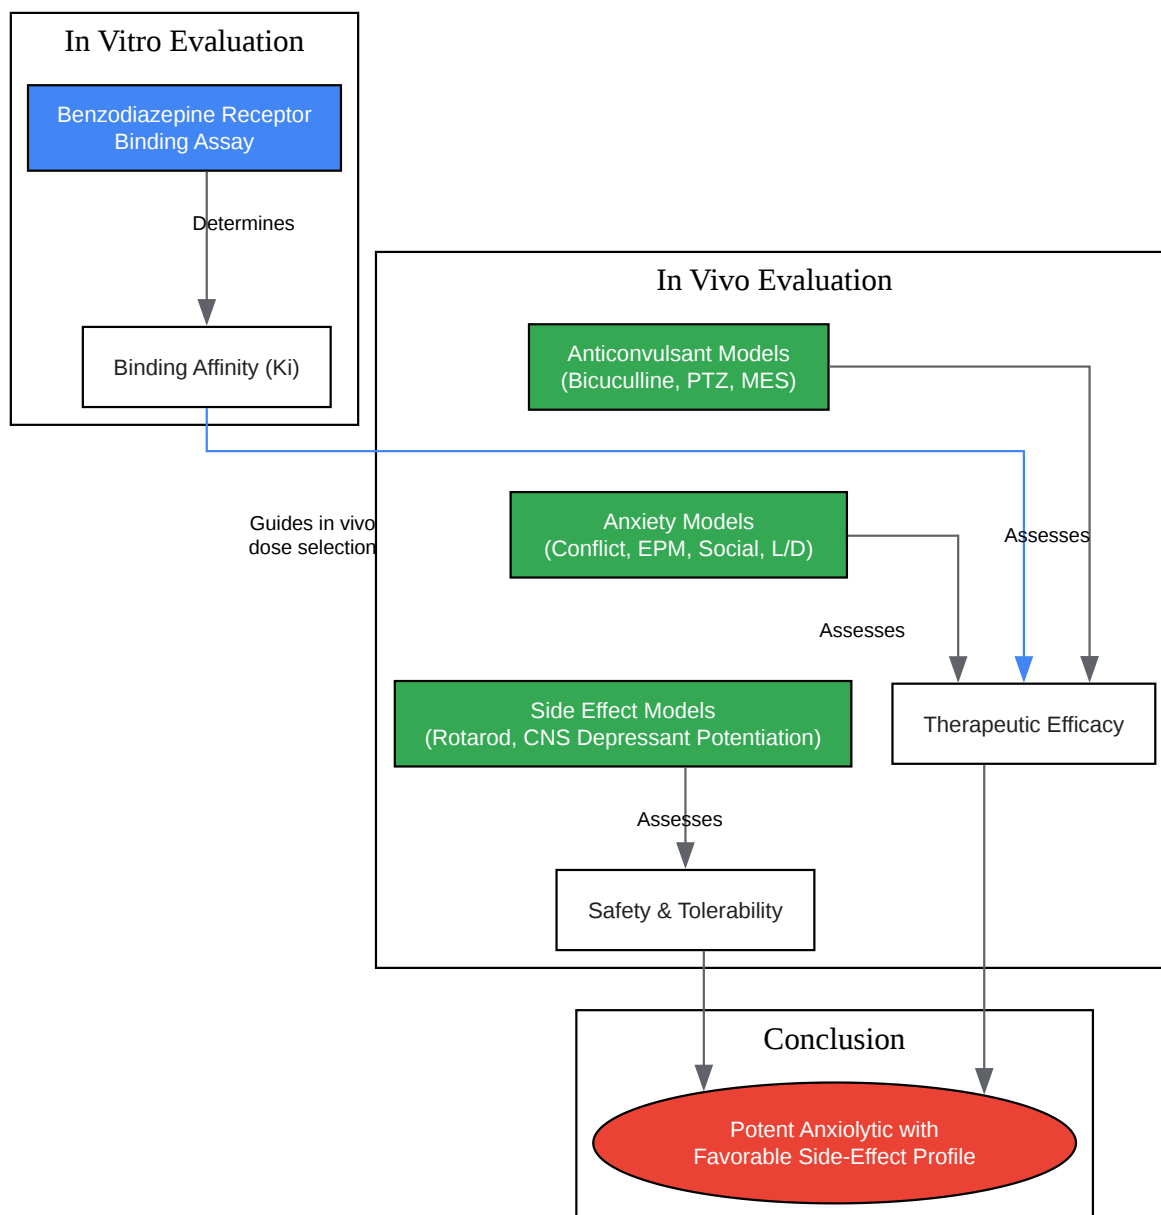 In Vitro Evaluation
Benzodiazepine Receptor
Binding Assay
Determines
Binding Affinity (Ki)
Guides in vivo
dose selection
In Vivo Evaluation
Anticonvulsant Models
(Bicuculline, PTZ, MES)
Anxiety Models
(Conflict, EPM, Social, L/D)
Assesses
Assesses
Side Effect Models
(Rotarod, CNS Depressant Potentiation)
Therapeutic Efficacy
Assesses
Safety & Tolerability
Conclusion
Potent Anxiolytic with
Favorable Side-Effect Profile